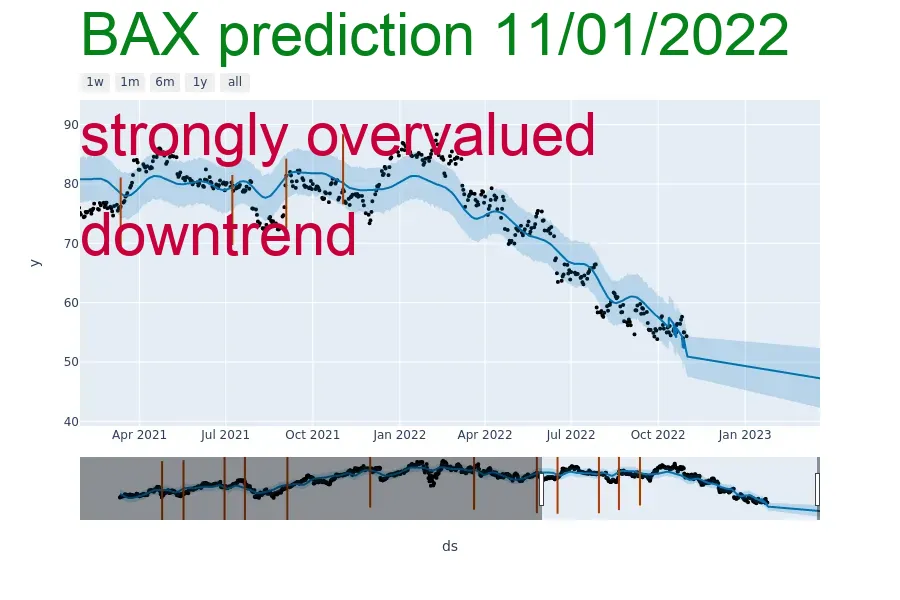 BAX prediction 11/01/2022
1w 1m 6m 1y all
strongly overvalued
downtrend
90
80
70
60
50
40
y
Apr 2021 Jul 2021 Oct 2021 Jan 2022 Apr 2022 Jul 2022 Oct 2022 Jan 2023
ds